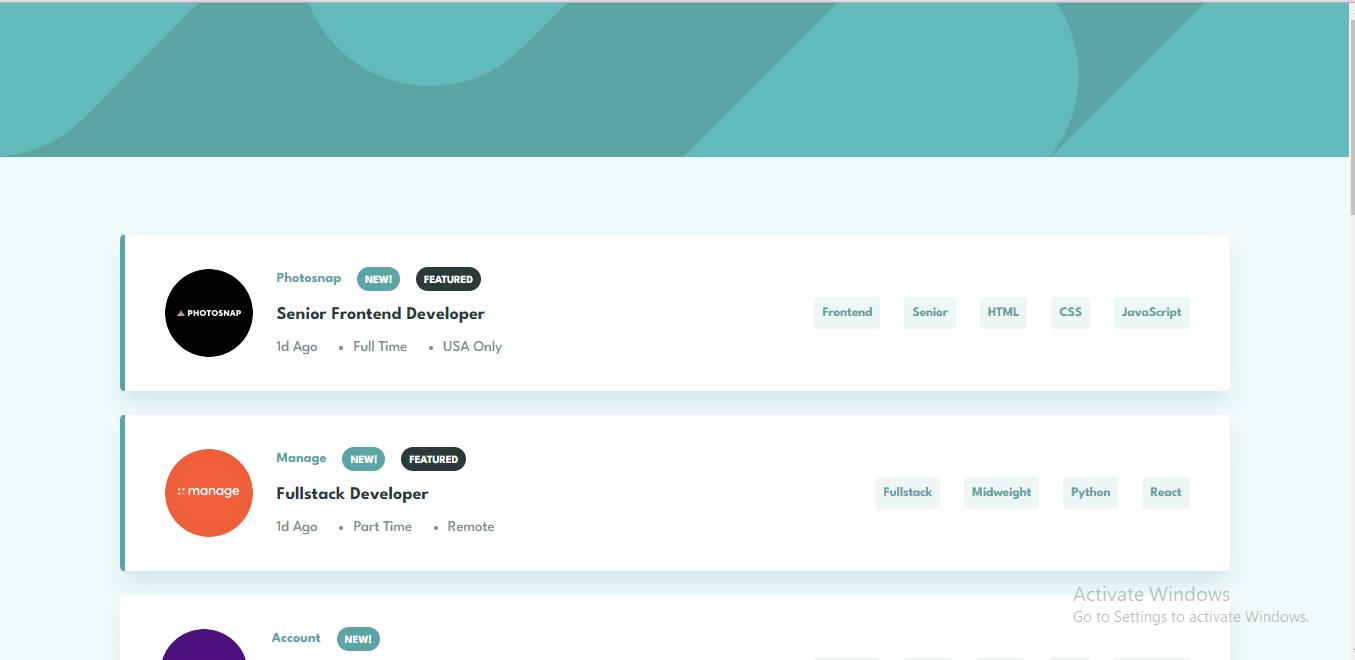 Photosnap NEW! FEATURED
PHOTOSNAP
Senior Frontend Developer
1d Ago • Full Time • USA Only
Frontend Senior HTML CSS JavaScript
Manage NEW! FEATURED
manage
Fullstack Developer
1d Ago • Part Time • Remote
Fullstack Midweight Python React
Account NEW!
Activate Windows
Go to Settings to activate Windows.